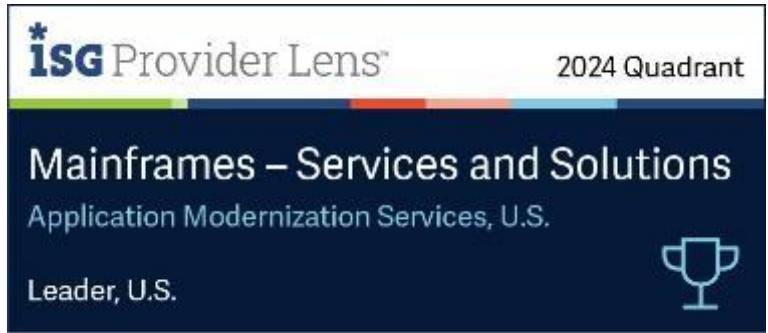 ISG Provider Lens™
2024 Quadrant
Mainframes – Services and Solutions
Application Modernization Services, U.S.
Leader, U.S.